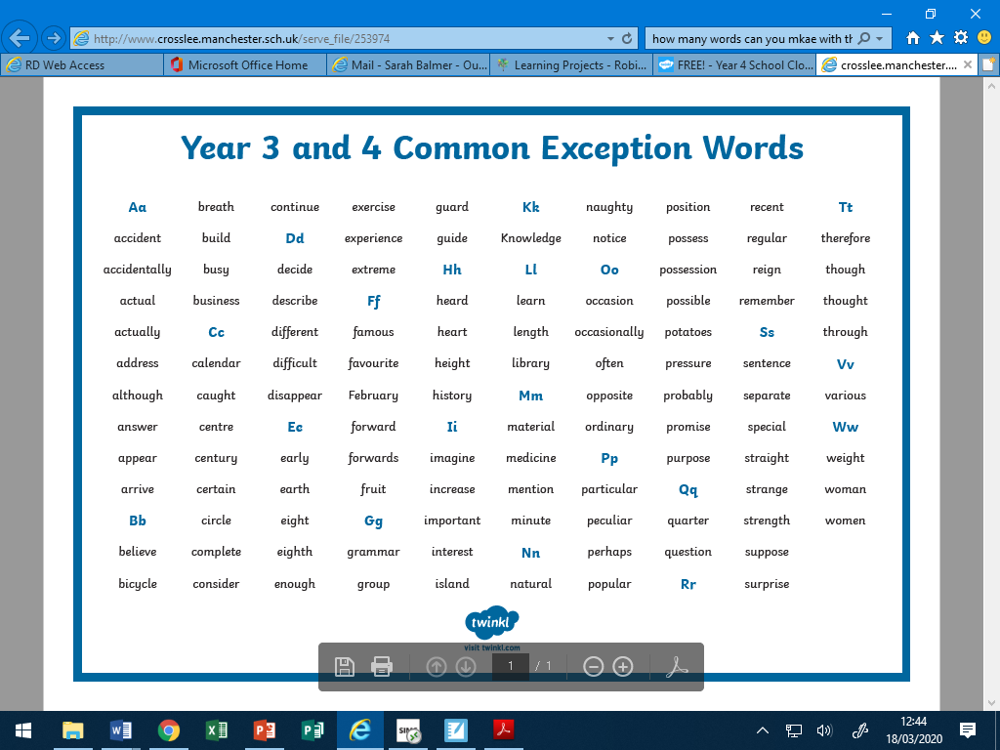 http://www.crosslee.manchester.sch.uk/serve_file/253974
how many words can you mkae with th
RD Web Access
Microsoft Office Home
Mail - Sarah Balmer - Ou...
Learning Projects - Robi...
FREE! - Year 4 School Clo...
crosslee.manchester....
Year 3 and 4 Common Exception Words
Aa breath continue exercise guard Kk naughty position recent Tt
accident build Dd experience guide Knowledge notice possess regular therefore
accidentally busy decide extreme Hh Ll Oo possession reign though
actual business describe Ff heard learn occasion possible remember thought
actually Cc different famous heart length occasionally potatoes Ss through
address calendar difficult favourite height library often pressure sentence Vv
although caught disappear February history Mm opposite probably separate various
answer centre Ee forward Ii material ordinary promise special Ww
appear century early forwards imagine medicine Pp purpose straight weight
arrive certain earth fruit increase mention particular Qq strange woman
Bb circle eight Gg important minute peculiar quarter strength women
believe complete eighth grammar interest Nn perhaps question suppose
bicycle consider enough group island natural popular Rr surprise
twinkl
visit twinkl.com
1 / 1
12:44
18/03/2020